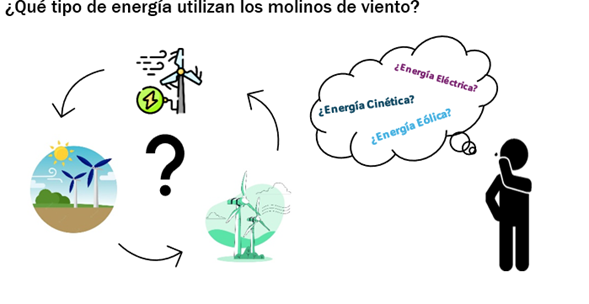 ¿Qué tipo de energía utilizan los molinos de viento?
¿Energía Eléctrica?
¿Energía Cinética?
¿Energía Eólica?
?